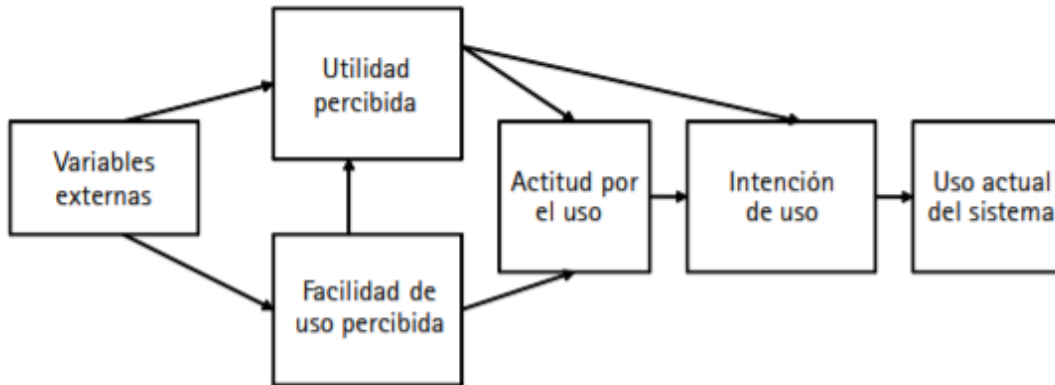 Utilidad
percibida
Variables
externas
Actitud por
el uso
Intención
de uso
Uso actual
del sistema
Facilidad de
uso percibida